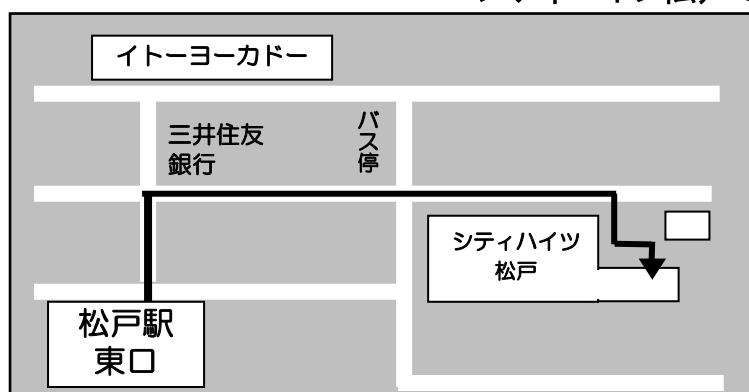 イトーヨーカドー
三井住友
銀行
バス停
シティハイツ
松戸
松戸駅
東口